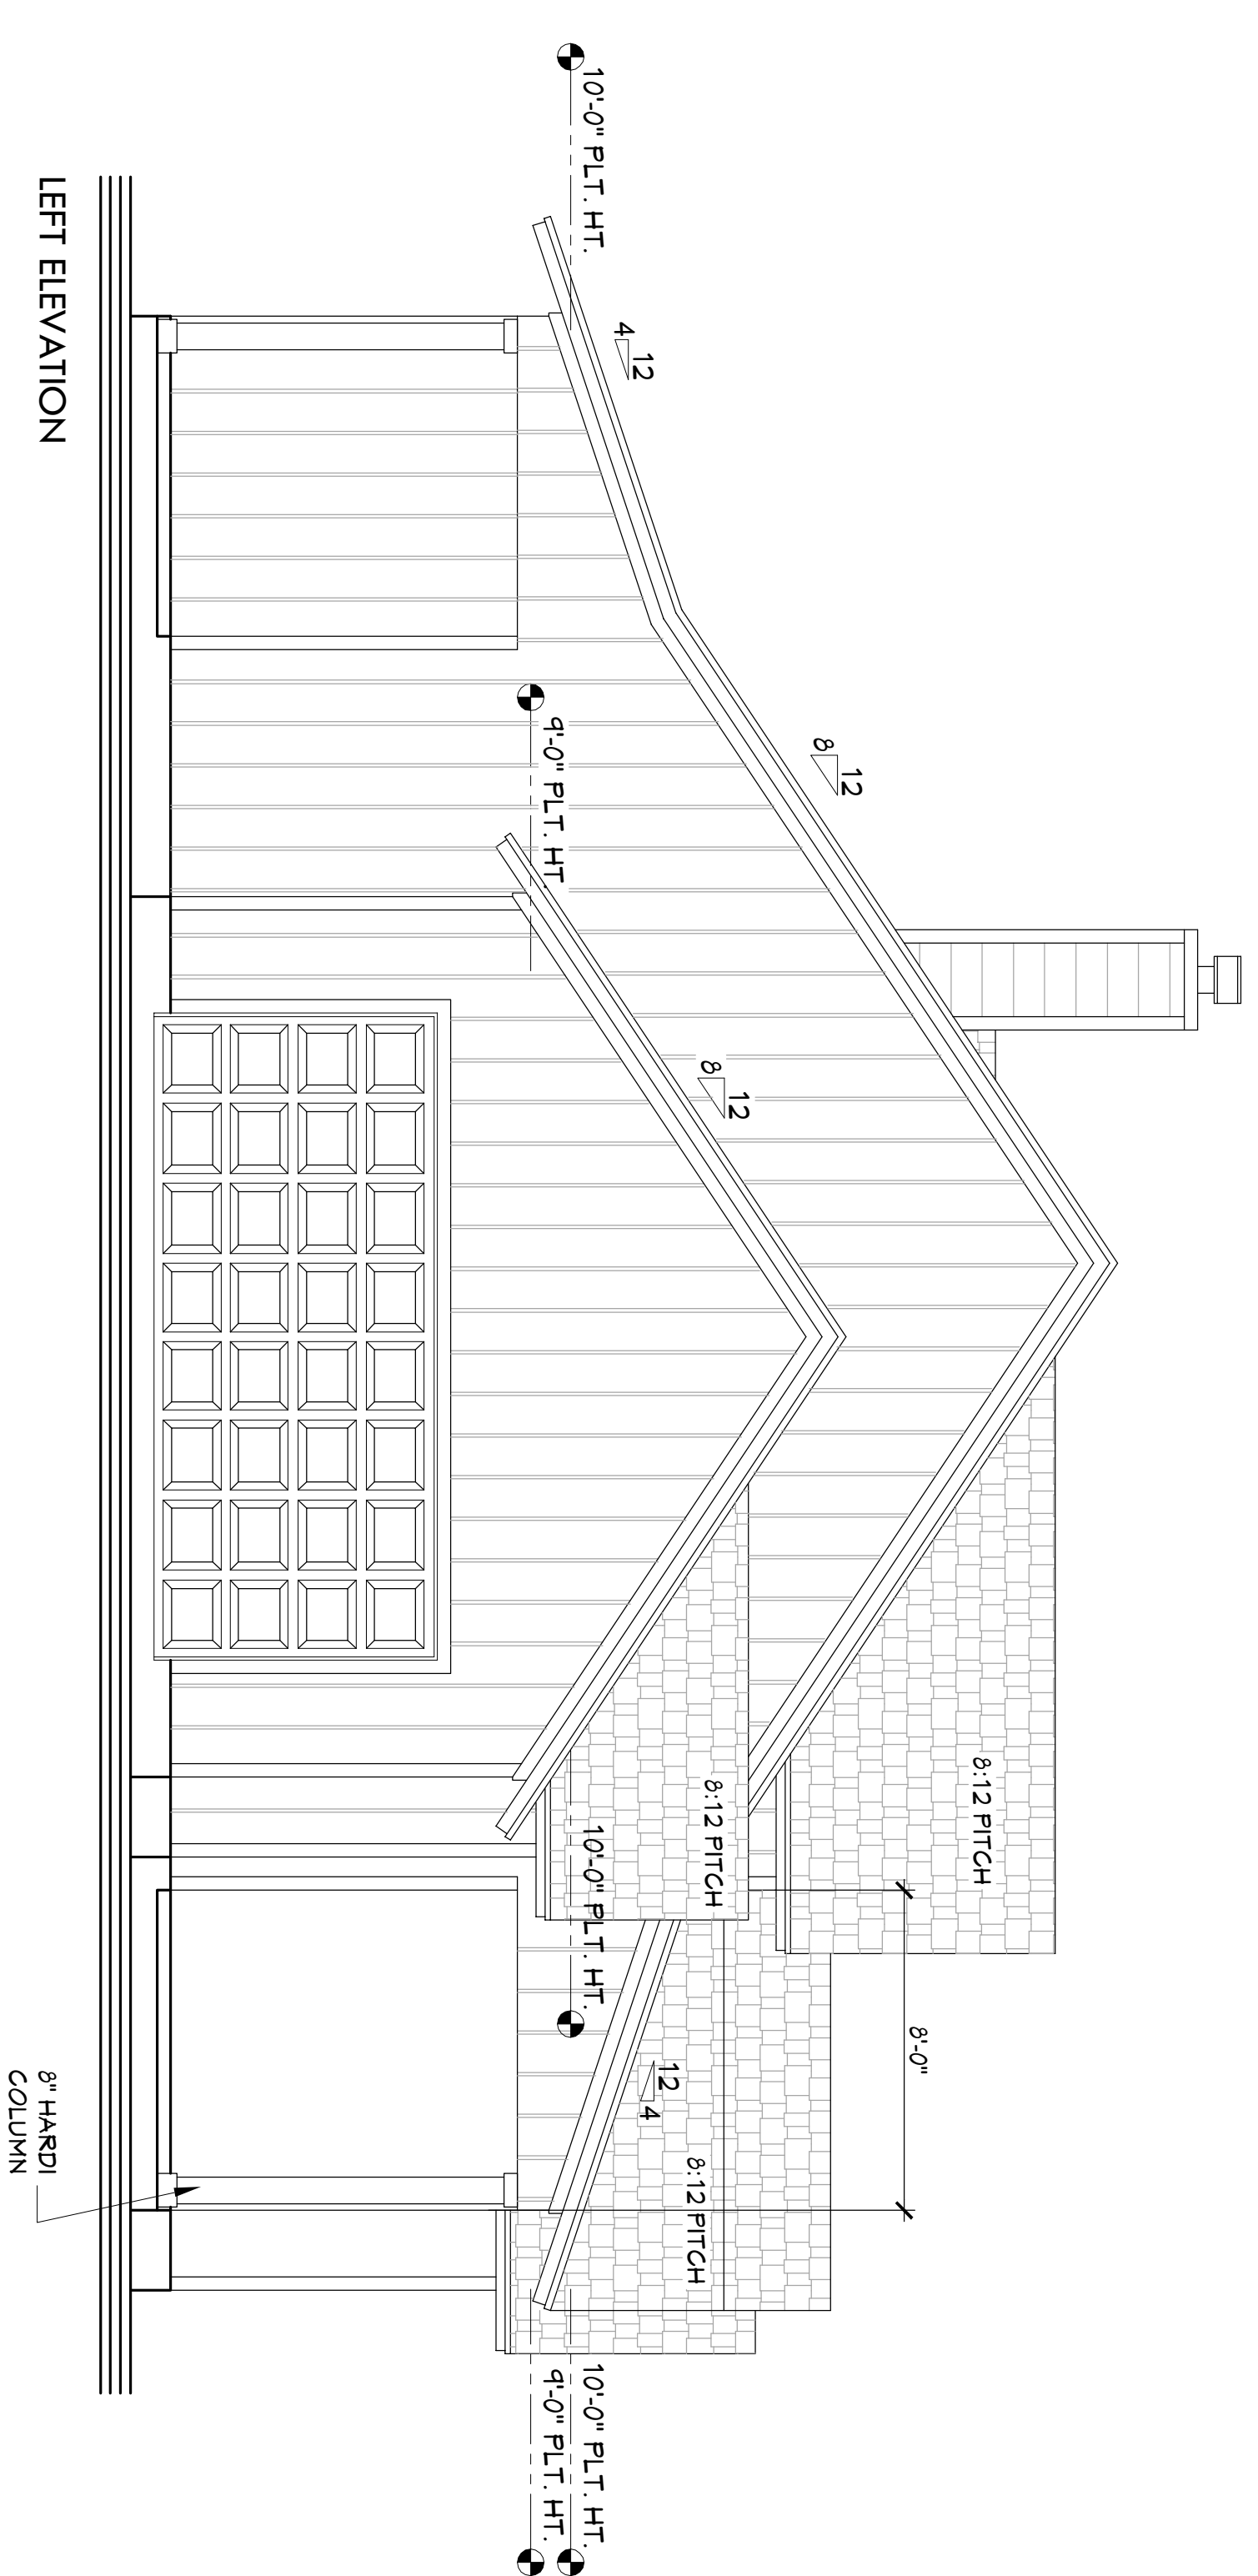 12
8
8:12 PITCH
8'-0"
12
8
8:12 PITCH
12
4
12
4
8:12 PITCH
10'-0" PLT. HT.
10'-0" PLT. HT.
10'-0" PLT. HT.
9'-0" PLT. HT.
9'-0" PLT. HT.
LEFT ELEVATION
8" HARDI
COLUMN